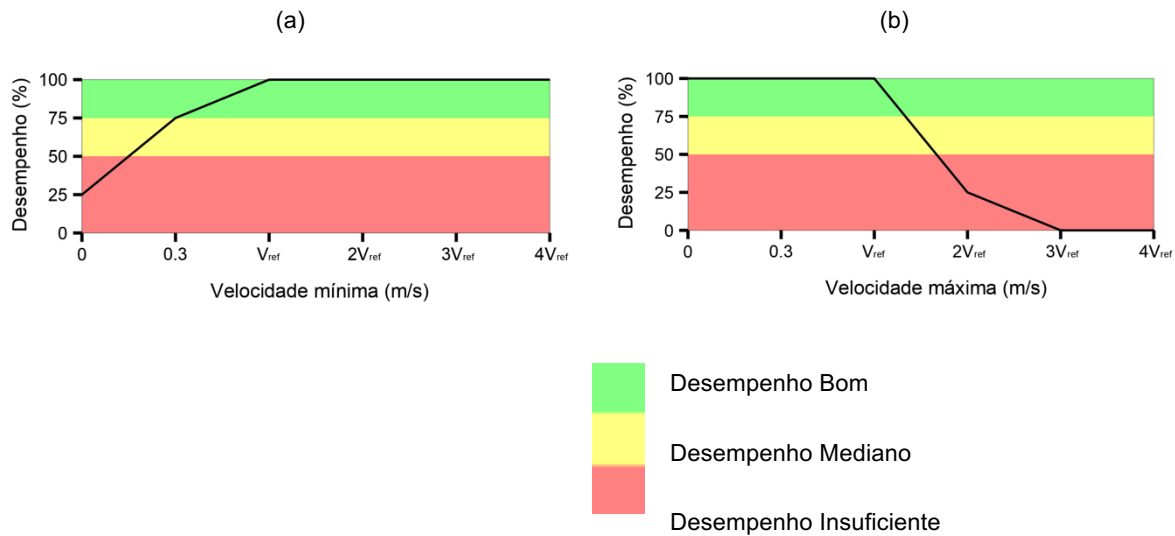 (a)
Desempenho (%)
100
75
50
25
0
0 0.3 Vref 2Vref 3Vref 4Vref
Velocidade mínima (m/s)
(b)
Desempenho (%)
100
75
50
25
0
0 0.3 Vref 2Vref 3Vref 4Vref
Velocidade máxima (m/s)
Desempenho Bom
Desempenho Mediano
Desempenho Insuficiente